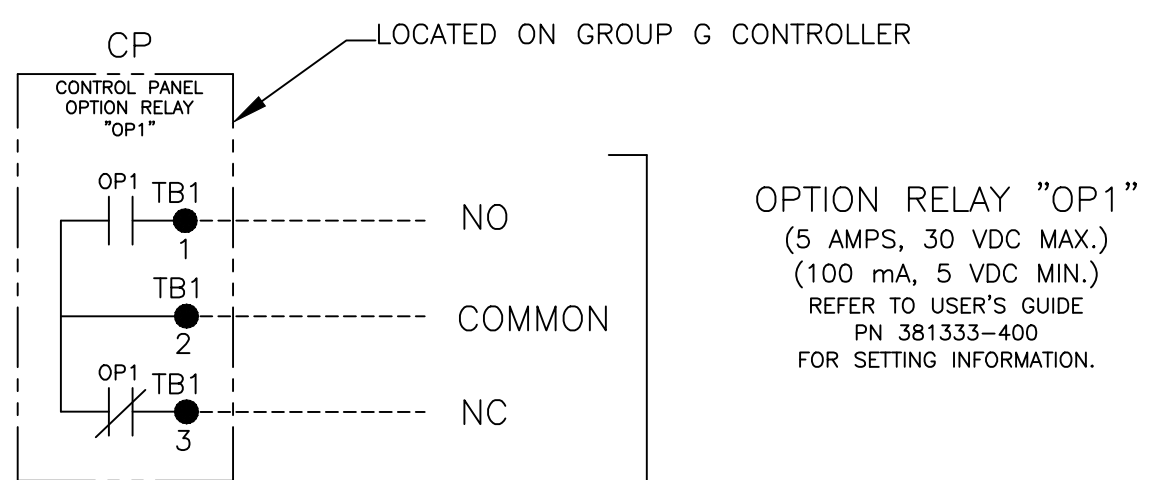 CP
LOCATED ON GROUP G CONTROLLER
CONTROL PANEL
OPTION RELAY
"OP1"
OP1
TB1
1
NO
TB1
2
COMMON
OP1
TB1
3
NC
OPTION RELAY "OP1"
(5 AMPS, 30 VDC MAX.)
(100 mA, 5 VDC MIN.)
REFER TO USER'S GUIDE
PN 381333-400
FOR SETTING INFORMATION.